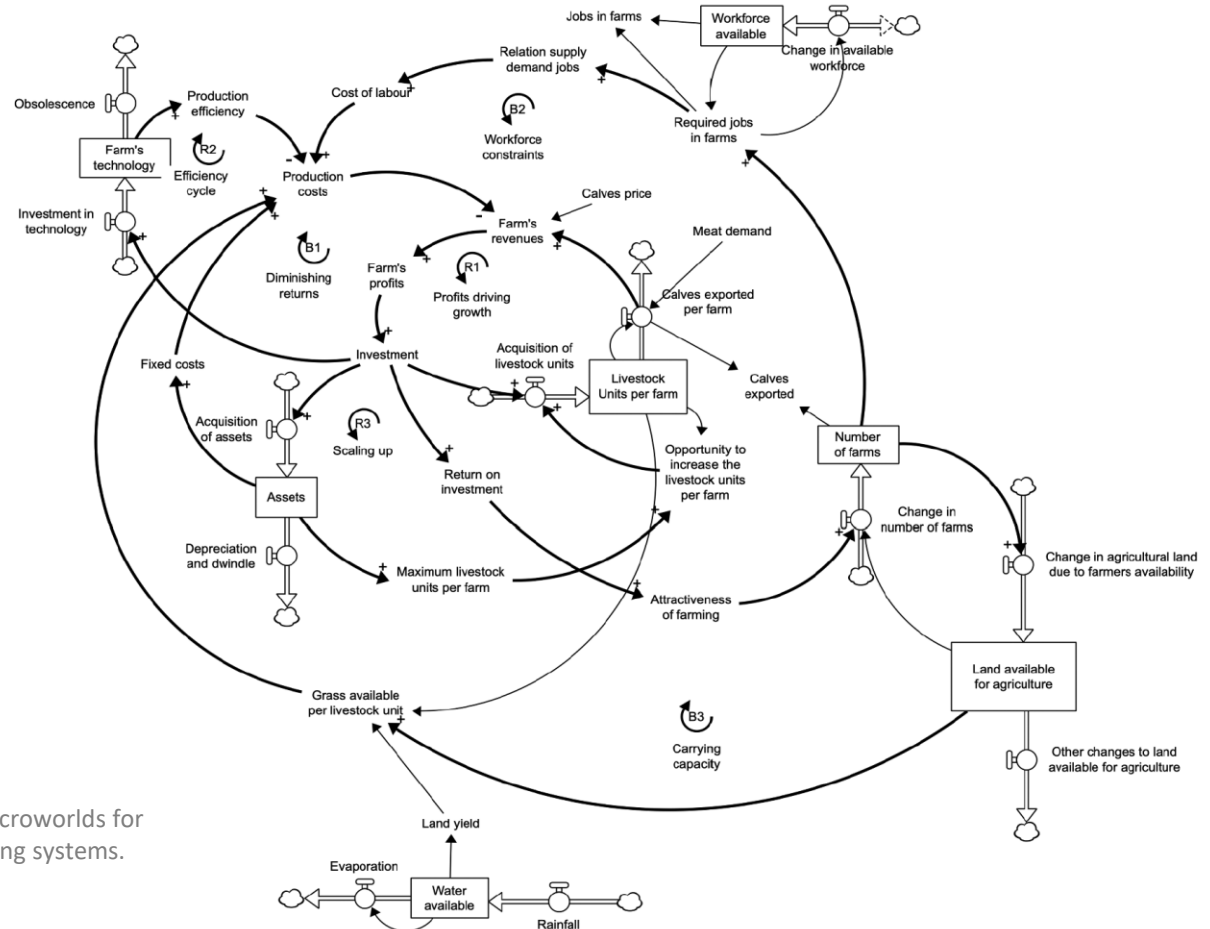 Jobs in farms
Workforce
available
Change in available
workforce
Relation supply
demand jobs
Cost of labour
+
+
B2
Workforce
constraints
Required jobs
in farms
+
Obsolescence
Production
efficiency
+
Farm's
technology
R2
Efficiency
cycle
-
+
Production
costs
+
+
Investment in
technology
+
Calves price
-
Farm's
revenues
+
Meat demand
B1
Diminishing
returns
Farm's
profits
+
R1
Profits driving
growth
Calves exported
per farm
+
Investment
Acquisition of
livestock units
+
+
Livestock
Units per farm
Calves
exported
Fixed costs
+
Acquisition
of assets
+
R3
Scaling up
+
Return on
investment
Opportunity to
increase the
livestock units
per farm
+
Number
of farms
Assets
Change in
number of farms
+
Depreciation
and dwindle
+
Maximum livestock
units per farm
+
Attractiveness
of farming
+
Change in agricultural land
due to farmers availability
Land available
for agriculture
Grass available
per livestock unit
+
B3
Carrying
capacity
Other changes to land
available for agriculture
croworlds for
ng systems.
Land yield
Evaporation
Water
available
Rainfall